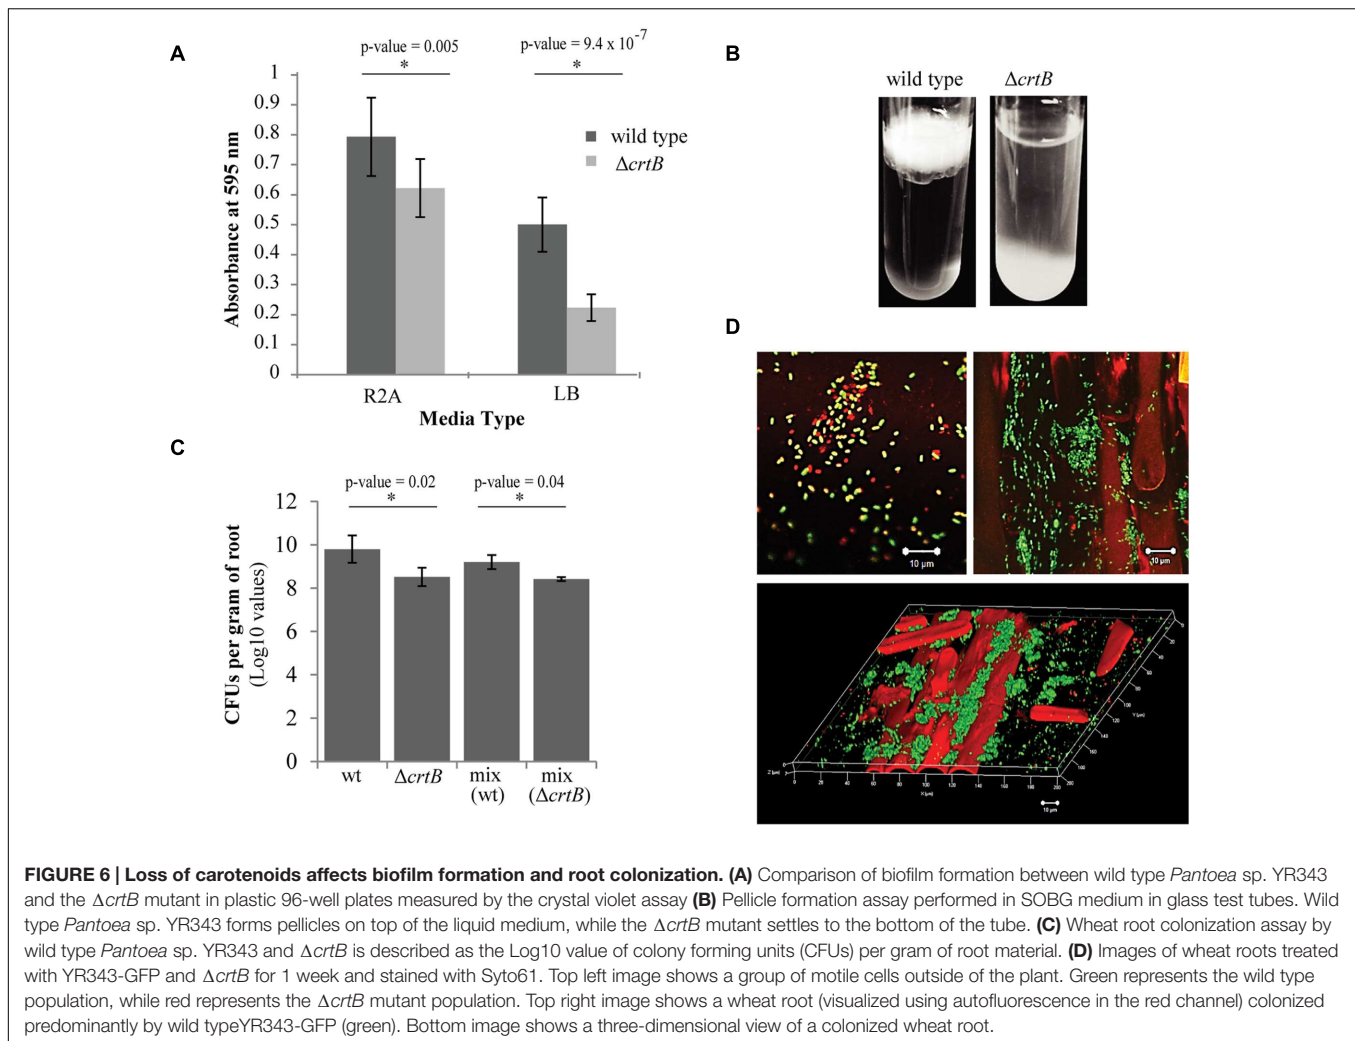 A
p-value = 0.005
*
p-value = 9.4 x 10-7
*
1
0.9
0.8
0.7
0.6
0.5
0.4
0.3
0.2
0.1
0
Absorbance at 595 nm
wild type
ΔcrtB
R2A
LB
Media Type
B
wild type
ΔcrtB
C
p-value = 0.02
*
p-value = 0.04
*
12
10
8
6
4
2
0
CFUs per gram of root
(Log10 values)
wt
ΔcrtB
mix
(wt)
mix
(ΔcrtB)
D
10 µm
10 µm
10 µm
FIGURE 6 | Loss of carotenoids affects biofilm formation and root colonization. (A) Comparison of biofilm formation between wild type Pantoea sp. YR343
and the ΔcrtB mutant in plastic 96-well plates measured by the crystal violet assay (B) Pellicle formation assay performed in SOBG medium in glass test tubes. Wild
type Pantoea sp. YR343 forms pellicles on top of the liquid medium, while the ΔcrtB mutant settles to the bottom of the tube. (C) Wheat root colonization assay by
wild type Pantoea sp. YR343 and ΔcrtB is described as the Log10 value of colony forming units (CFUs) per gram of root material. (D) Images of wheat roots treated
with YR343-GFP and ΔcrtB for 1 week and stained with Syto61. Top left image shows a group of motile cells outside of the plant. Green represents the wild type
population, while red represents the ΔcrtB mutant population. Top right image shows a wheat root (visualized using autofluorescence in the red channel) colonized
predominantly by wild typeYR343-GFP (green). Bottom image shows a three-dimensional view of a colonized wheat root.